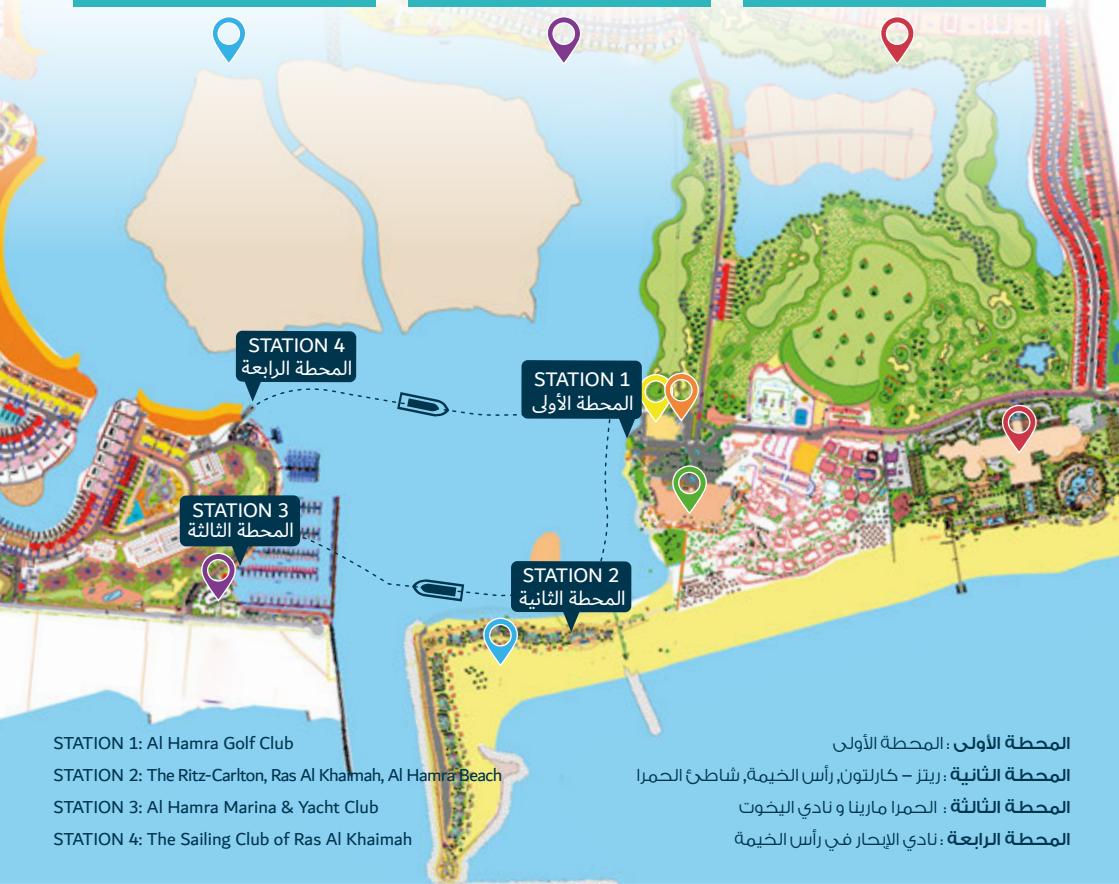 STATION 4
المحطة الرابعة
STATION 1
المحطة الأولى
STATION 3
المحطة الثالثة
STATION 2
المحطة الثانية
STATION 1: Al Hamra Golf Club
STATION 2: The Ritz-Carlton, Ras Al Khaimah, Al Hamra Beach
STATION 3: Al Hamra Marina & Yacht Club
STATION 4: The Sailing Club of Ras Al Khaimah
المحطة الأولى : المحطة الأولى
المحطة الثانية : ريتز – كارلتون, رأس الخيمة, شاطئ الحمرا
المحطة الثالثة : الحمرا مارينا و نادي اليخوت
المحطة الرابعة : نادي الإبحار في رأس الخيمة